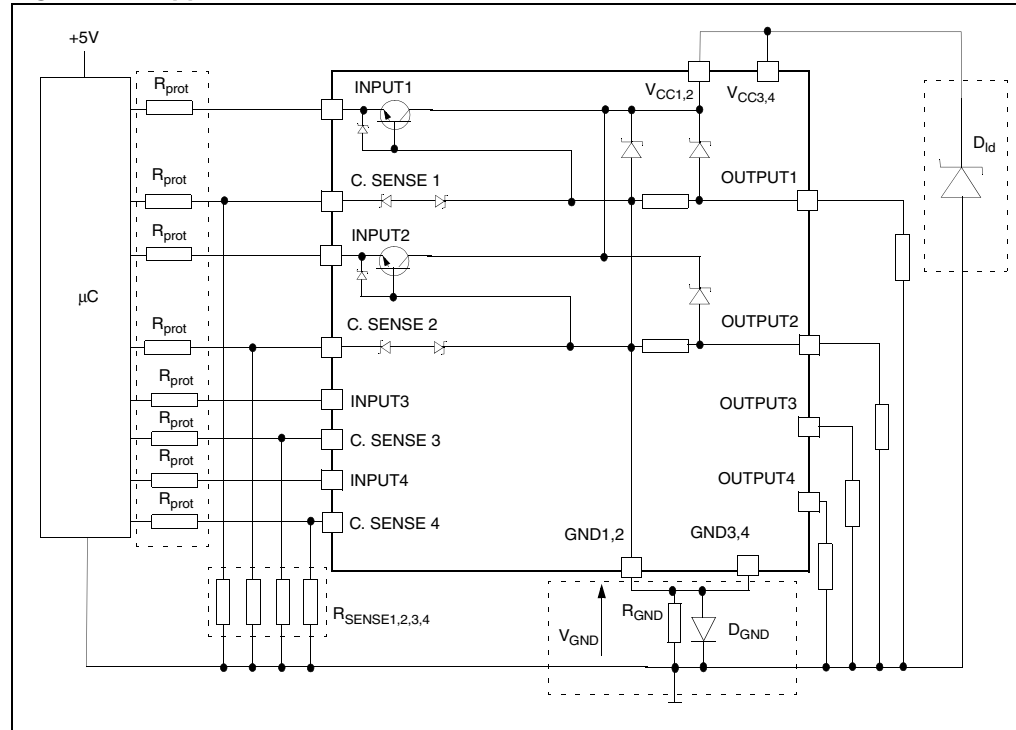 +5V
Rprot
INPUT1
VCC1,2
VCC3,4
Dld
Rprot
C. SENSE 1
OUTPUT1
Rprot
INPUT2
µC
Rprot
C. SENSE 2
OUTPUT2
Rprot
INPUT3
OUTPUT3
Rprot
C. SENSE 3
Rprot
INPUT4
OUTPUT4
Rprot
C. SENSE 4
GND1,2
GND3,4
RSENSE1,2,3,4
VGND
RGND
DGND